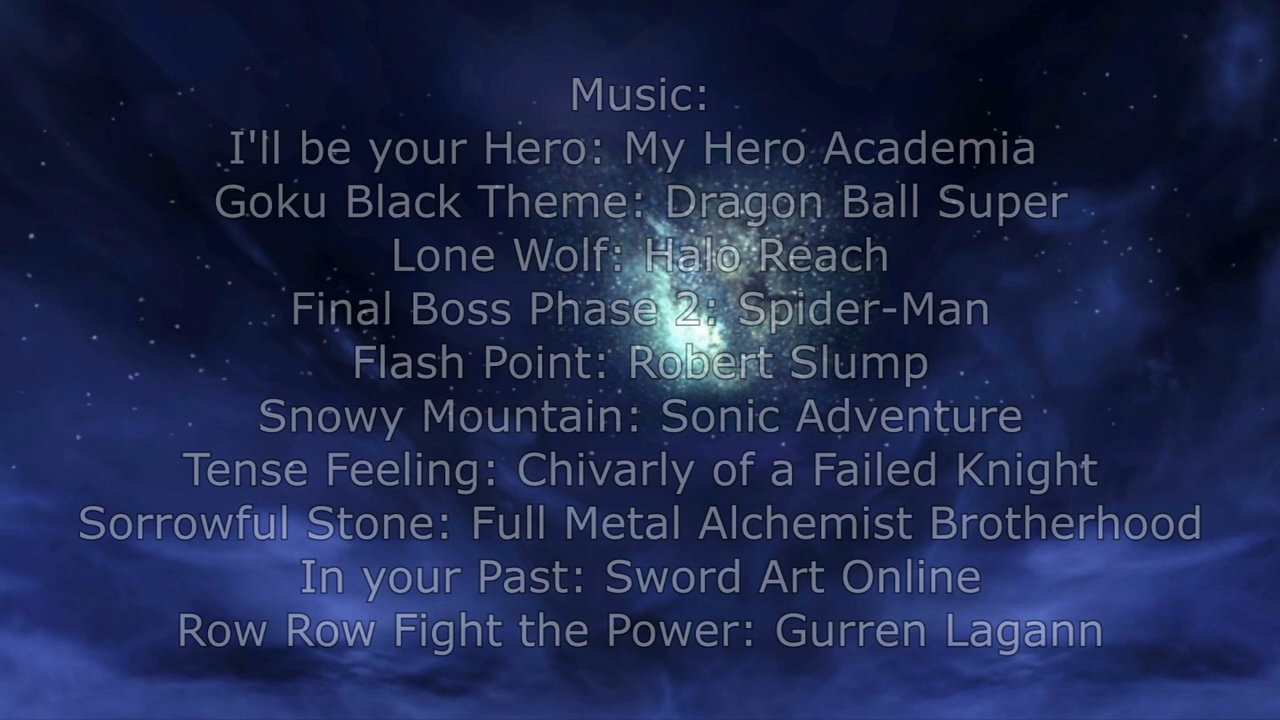 Music:
I'll be your Hero: My Hero Academia
Goku Black Theme: Dragon Ball Super
Lone Wolf: Halo Reach
Final Boss Phase 2: Spider-Man
Flash Point: Robert Slump
Snowy Mountain: Sonic Adventure
Tense Feeling: Chivarly of a Failed Knight
Sorrowful Stone: Full Metal Alchemist Brotherhood
In your Past: Sword Art Online
Row Row Fight the Power: Gurren Lagann